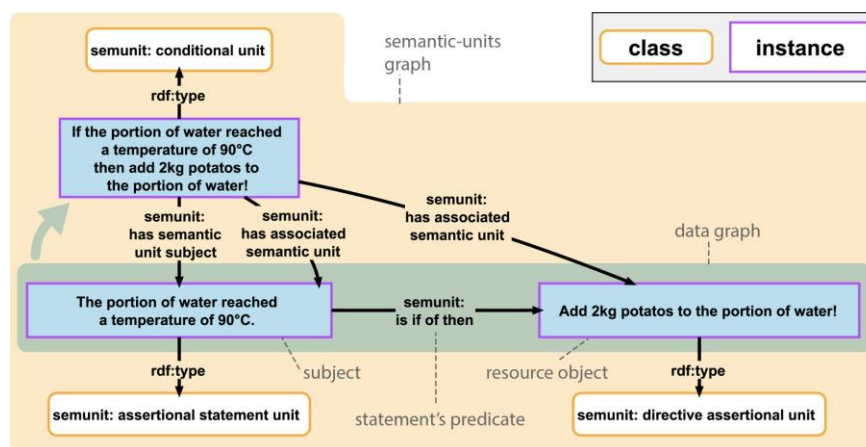 semunit: conditional unit
semantic-units
graph
class
instance
rdf:type
If the portion of water reached
a temperature of 90°C
then add 2kg potatos to
the portion of water!
semunit:
has semantic
unit subject
semunit:
has associated
semantic unit
semunit:
has associated
semantic unit
data graph
The portion of water reached
a temperature of 90°C.
semunit:
is if of then
Add 2kg potatos to the portion of water!
rdf:type
subject
resource object
rdf:type
semunit: assertional statement unit
statement's predicate
semunit: directive assertional unit